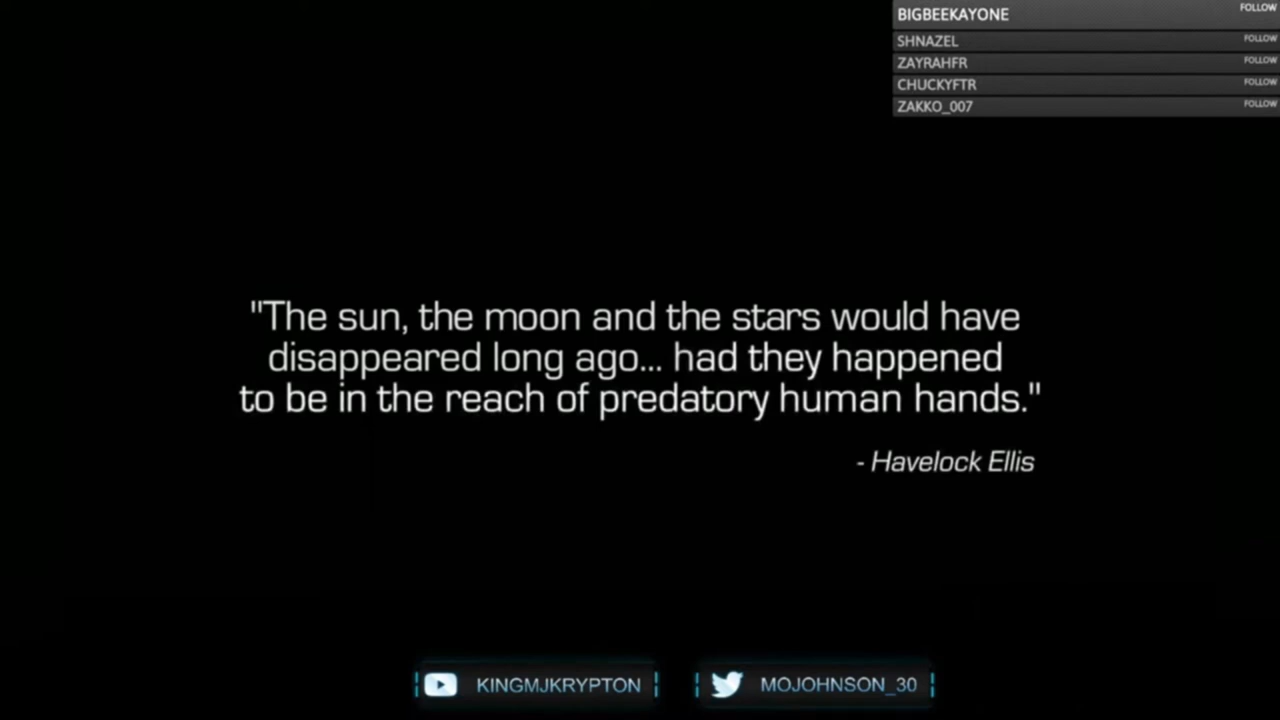 BIGBEEKAYONE FOLLOW
SHNAZEL FOLLOW
ZAYRAHFR FOLLOW
CHUCKYFTR FOLLOW
ZAKKO_007 FOLLOW
"The sun, the moon and the stars would have
disappeared long ago... had they happened
to be in the reach of predatory human hands."
- Havelock Ellis
KINGMJKRYPTON MOJOHNSON_30